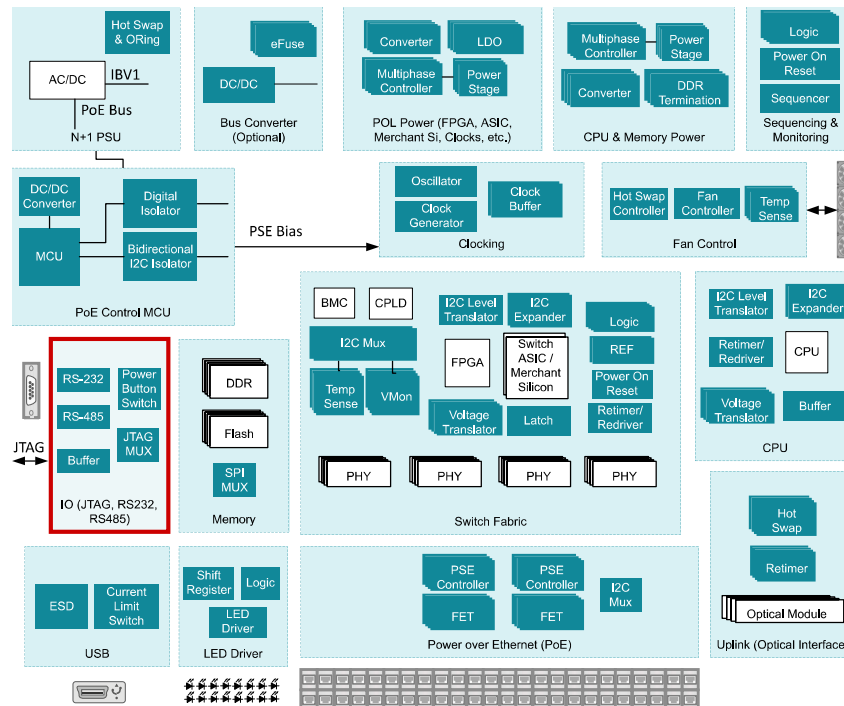 Hot Swap
& ORing
AC/DC
IBV1
PoE Bus
N+1 PSU
eFuse
DC/DC
Bus Converter
(Optional)
Converter
LDO
Multiphase
Controller
Power
Stage
POL Power (FPGA, ASIC,
Merchant Si, Clocks, etc,)
Multiphase
Controller
Power
Stage
Converter
DDR
Termination
CPU & Memory Power
Logic
Power On
Reset
Sequencer
Sequencing &
Monitoring
DC/DC
Converter
MCU
Digital
Isolator
Bidirectional
I2C Isolator
PoE Control MCU
PSE Bias
Oscillator
Clock
Generator
Clock
Buffer
Clocking
Hot Swap
Controller
Fan
Controller
Temp
Sense
Fan Control
JTAG
RS-232
RS-485
Buffer
Power
Button
Switch
JTAG
MUX
IO (JTAG, RS232,
RS485)
DDR
Flash
SPI
MUX
Memory
BMC
CPLD
I2C Mux
Temp
Sense
VMon
I2C Level
Translator
I2C
Expander
FPGA
Switch
ASIC /
Merchant
Silicon
Voltage
Translator
Latch
Logic
REF
Power On
Reset
Retimer/
Redriver
PHY
PHY
PHY
PHY
Switch Fabric
I2C Level
Translator
I2C
Expander
Retimer/
Redriver
CPU
Voltage
Translator
Buffer
CPU
ESD
Current
Limit
Switch
USB
Shift
Register
Logic
LED
Driver
LED Driver
PSE
Controller
FET
PSE
Controller
FET
I2C
Mux
Power over Ethernet (PoE)
Hot
Swap
Retimer
Optical Module
Uplink (Optical Interface